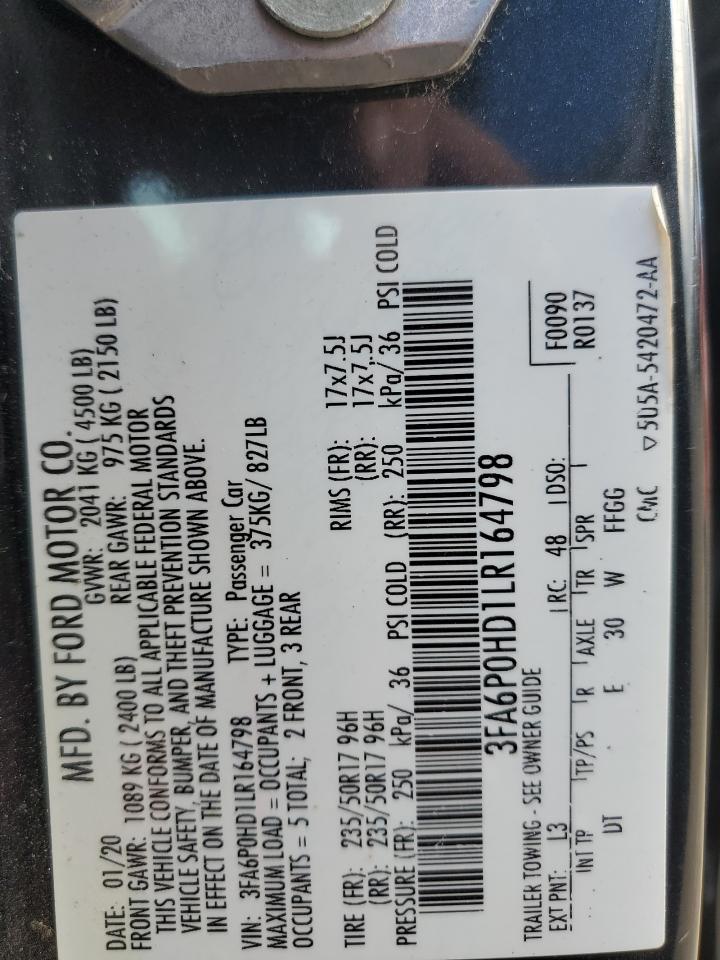 MFD. BY FORD MOTOR CO.
DATE: 01/20 GVWR: 2041 KG ( 4500 LB)
FRONT GAWR: 1089 KG ( 2400 LB) REAR GAWR: 975 KG ( 2150 LB)
THIS VEHICLE CONFORMS TO ALL APPLICABLE FEDERAL MOTOR
VEHICLE SAFETY, BUMPER, AND THEFT PREVENTION STANDARDS
IN EFFECT ON THE DATE OF MANUFACTURE SHOWN ABOVE.
VIN: 3FA6P0HD1LR164798 TYPE: Passenger Car
MAXIMUM LOAD = OCCUPANTS + LUGGAGE = 375KG/ 827LB
OCCUPANTS = 5 TOTAL; 2 FRONT, 3 REAR
TIRE (FR): 235/50R17 96H RIMS (FR): 17x7.5J
(RR): 235/50R17 96H (RR): 17x7.5J
PRESSURE (FR): 250 kPa/ 36 PSI COLD (RR): 250 kPa/ 36 PSI COLD
3FA6P0HD1LR164798
TRAILER TOWING - SEE OWNER GUIDE F0090
EXT PNT: L3 RC: 48 DSO: R0137
INT TP TP/PS R AXLE TR SPR
DT E 30 W FFGG
CMC ▽5U5A-5420472-AA